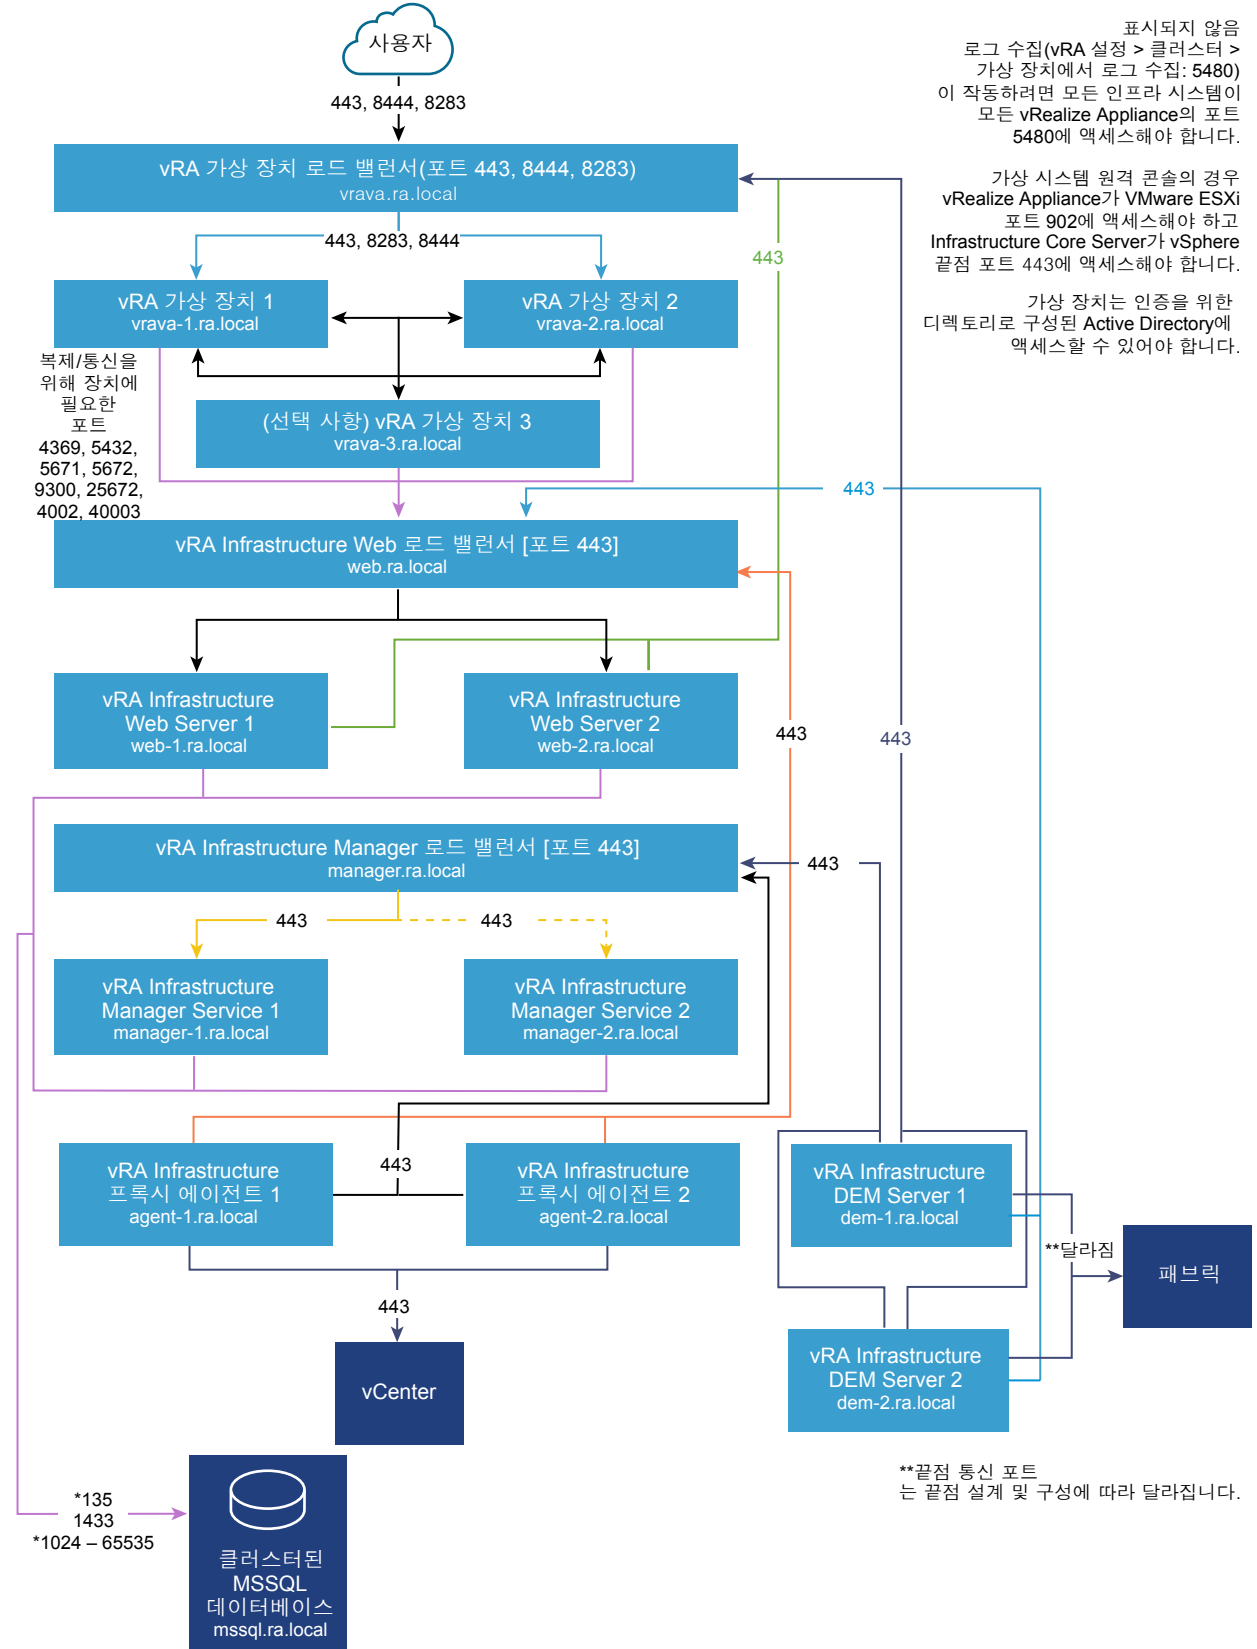 사용자
443, 8444, 8283
표시되지 않음
로그 수집(vRA 설정 > 클러스터 >
가상 장치에서 로그 수집: 5480)
이 작동하려면 모든 인프라 시스템이
모든 vRealize Appliance의 포트
5480에 액세스해야 합니다.
가상 시스템 원격 콘솔의 경우
vRealize Appliance가 VMware ESXi
포트 902에 액세스해야 하고
Infrastructure Core Server가 vSphere
끝점 포트 443에 액세스해야 합니다.
가상 장치는 인증을 위한
디렉토리로 구성된 Active Directory에
액세스할 수 있어야 합니다.
vRA 가상 장치 로드 밸런서(포트 443, 8444, 8283)
vrava.ra.local
443, 8283, 8444
443
vRA 가상 장치 1
vrava-1.ra.local
vRA 가상 장치 2
vrava-2.ra.local
복제/통신을
위해 장치에
필요한
포트
4369, 5432,
5671, 5672,
9300, 25672,
4002, 40003
(선택 사항) vRA 가상 장치 3
vrava-3.ra.local
443
vRA Infrastructure Web 로드 밸런서 [포트 443]
web.ra.local
vRA Infrastructure
Web Server 1
web-1.ra.local
vRA Infrastructure
Web Server 2
web-2.ra.local
443
443
vRA Infrastructure Manager 로드 밸런서 [포트 443]
manager.ra.local
443
443
443
vRA Infrastructure
Manager Service 1
manager-1.ra.local
vRA Infrastructure
Manager Service 2
manager-2.ra.local
vRA Infrastructure
프록시 에이전트 1
agent-1.ra.local
443
vRA Infrastructure
프록시 에이전트 2
agent-2.ra.local
vRA Infrastructure
DEM Server 1
dem-1.ra.local
**달라짐
패브릭
443
vCenter
vRA Infrastructure
DEM Server 2
dem-2.ra.local
**끝점 통신 포트
는 끝점 설계 및 구성에 따라 달라집니다.
*135
1433
*1024 – 65535
클러스터된
MSSQL
데이터베이스
mssql.ra.local